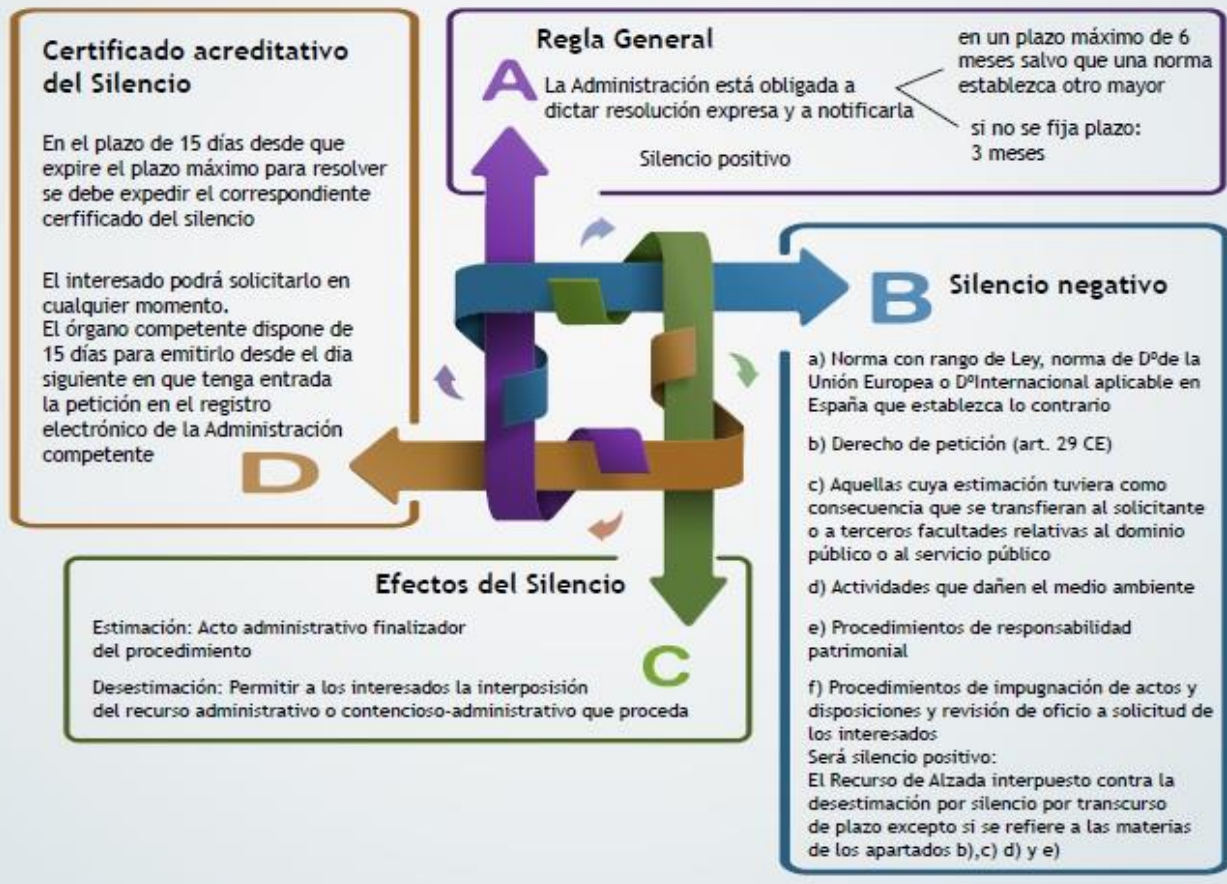 A
Regla General
La Administración está obligada a
dictar resolución expresa y a notificarla
en un plazo máximo de 6
meses salvo que una norma
establezca otro mayor
si no se fija plazo:
3 meses
Silencio positivo
B
Silencio negativo
a) Norma con rango de Ley, norma de Dºde la
Unión Europea o DºInternacional aplicable en
España que establezca lo contrario
b) Derecho de petición (art. 29 CE)
c) Aquellas cuya estimación tuviera como
consecuencia que se transfieran al solicitante
o a terceros facultades relativas al dominio
público o al servicio público
d) Actividades que dañen el medio ambiente
e) Procedimientos de responsabilidad
patrimonial
f) Procedimientos de impugnación de actos y
disposiciones y revisión de oficio a solicitud de
los interesados
Será silencio positivo:
El Recurso de Alzada interpuesto contra la
desestimación por silencio por transcurso
de plazo excepto si se refiere a las materias
de los apartados b),c) d) y e)
Efectos del Silencio
C
Estimación: Acto administrativo finalizador
del procedimiento
Desestimación: Permitir a los interesados la interposisión
del recurso administrativo o contencioso-administrativo que proceda
Certificado acreditativo
del Silencio
En el plazo de 15 días desde que
expire el plazo máximo para resolver
se debe expedir el correspondiente
cerfificado del silencio
El interesado podrá solicitarlo en
cualquier momento.
El órgano competente dispone de
15 días para emitirlo desde el dia
siguiente en que tenga entrada
la petición en el registro
electrónico de la Administración
competente
D